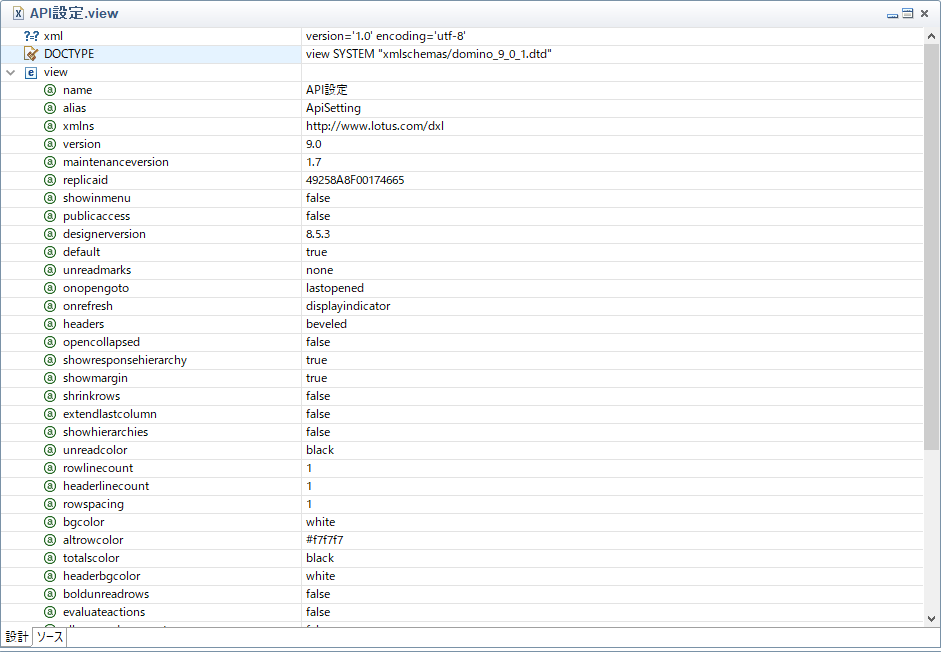 API設定.view
?-? xml version='1.0' encoding='utf-8'
DOCTYPE view SYSTEM "xmlschemas/domino_9_0_1.dtd"
e view
a name API設定
a alias ApiSetting
a xmlns http://www.lotus.com/dxl
a version 9.0
a maintenanceversion 1.7
a replicaid 49258A8F00174665
a showinmenu false
a publicaccess false
a designerversion 8.5.3
a default true
a unreadmarks none
a onopengoto lastopened
a onrefresh displayindicator
a headers beveled
a opencollapsed false
a showresponsehierarchy true
a showmargin true
a shrinkrows false
a extendlastcolumn false
a showhierarchies false
a unreadcolor black
a rowlinecount 1
a headerlinecount 1
a rowspacing 1
a bgcolor white
a altrowcolor #f7f7f7
a totalscolor black
a headerbgcolor white
a boldunreadrows false
a evaluateactions false
設計 ソース